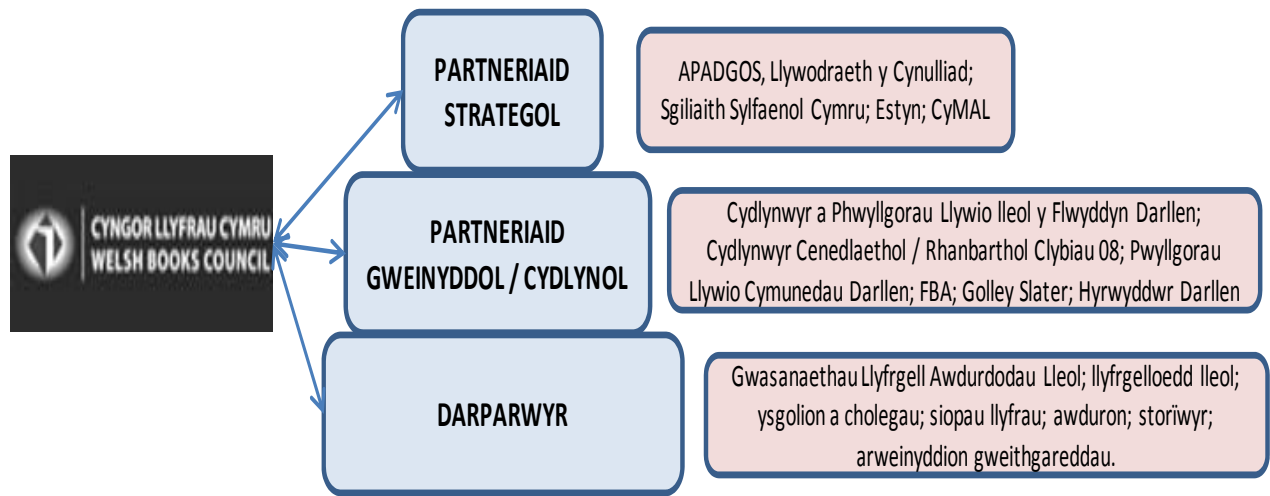 PARTNERIAID
STRATEGOL
APADGOS, Llywodraeth y Cynulliad;
Sgiliaith Sylfaenol Cymru; Estyn; CyMAL
CYNGOR LLYFRAU CYMRU
WELSH BOOKS COUNCIL
PARTNERIAID
GWEINYDDOL / CYDLYNOL
Cydlynwyr a Phwyllgorau Llywio lleol y Flwyddyn Darllen;
Cydlynwyr Cenedlaethol / Rhanbarthol Clybiau 08; Pwyllgorau
Llywio Cymunedau Darllen; FBA; Golley Slater; Hyrwyddwr Darllen
DARPARWYR
Gwasanaethau Llyfrgell Awdurdodau Lleol; llyfrgelloedd lleol;
ysgolion a cholegau; siopau llyfrau; awduron; storïwyr;
arweinyddion gweithgareddau.